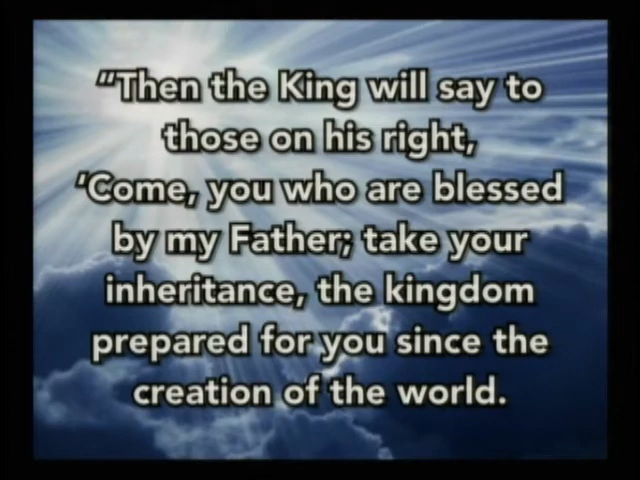 “Then the King will say to
those on his right,
‘Come, you who are blessed
by my Father; take your
inheritance, the kingdom
prepared for you since the
creation of the world.